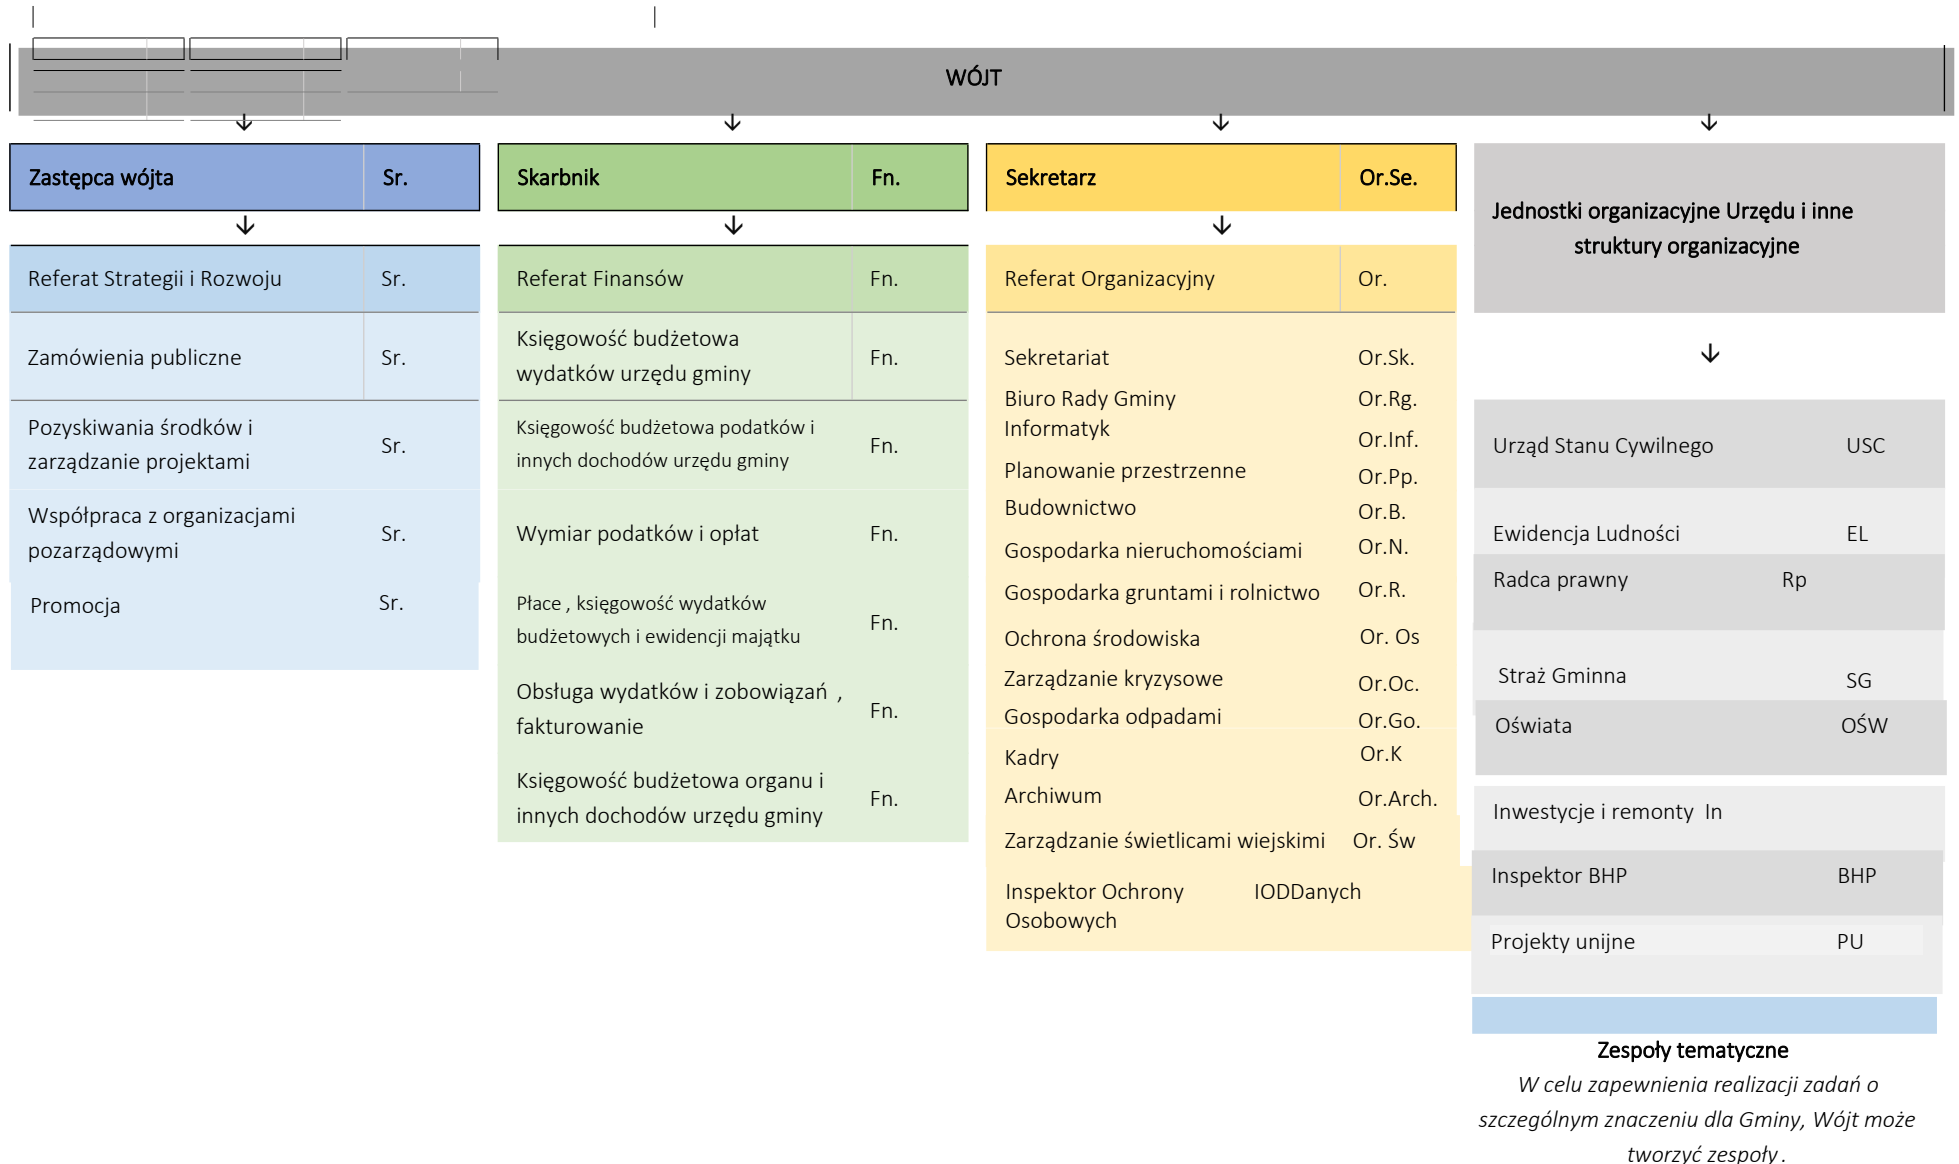 WÓJT
Zastępca wójta Sr.
Referat Strategii i Rozwoju Sr.
Zamówienia publiczne Sr.
Pozyskiwania środków i
zarządzanie projektami Sr.
Współpraca z organizacjami
pozarządowymi Sr.
Promocja Sr.
Skarbnik Fn.
Referat Finansów Fn.
Księgowość budżetowa
wydatków urzędu gminy Fn.
Księgowość budżetowa podatków i
innych dochodów urzędu gminy Fn.
Wymiar podatków i opłat Fn.
Płace , księgowość wydatków
budżetowych i ewidencji majątku Fn.
Obsługa wydatków i zobowiązań ,
fakturowanie Fn.
Księgowość budżetowa organu i
innych dochodów urzędu gminy Fn.
Sekretarz Or.Se.
Referat Organizacyjny Or.
Sekretariat Or.Sk.
Biuro Rady Gminy Or.Rg.
Informatyk Or.Inf.
Planowanie przestrzenne Or.Pp.
Budownictwo Or.B.
Gospodarka nieruchomościami Or.N.
Gospodarka gruntami i rolnictwo Or.R.
Ochrona środowiska Or. Os
Zarządzanie kryzysowe Or.Oc.
Gospodarka odpadami Or.Go.
Kadry Or.K
Archiwum Or.Arch.
Zarządzanie świetlicami wiejskimi Or. Św
Inspektor Ochrony IODDanych
Osobowych
Jednostki organizacyjne Urzędu i inne
struktury organizacyjne
Urząd Stanu Cywilnego USC
Ewidencja Ludności EL
Radca prawny Rp
Straż Gminna SG
Oświata OŚW
Inwestycje i remonty In
Inspektor BHP BHP
Projekty unijne PU
Zespoły tematyczne
W celu zapewnienia realizacji zadań o
szczególnym znaczeniu dla Gminy, Wójt może
tworzyć zespoły .